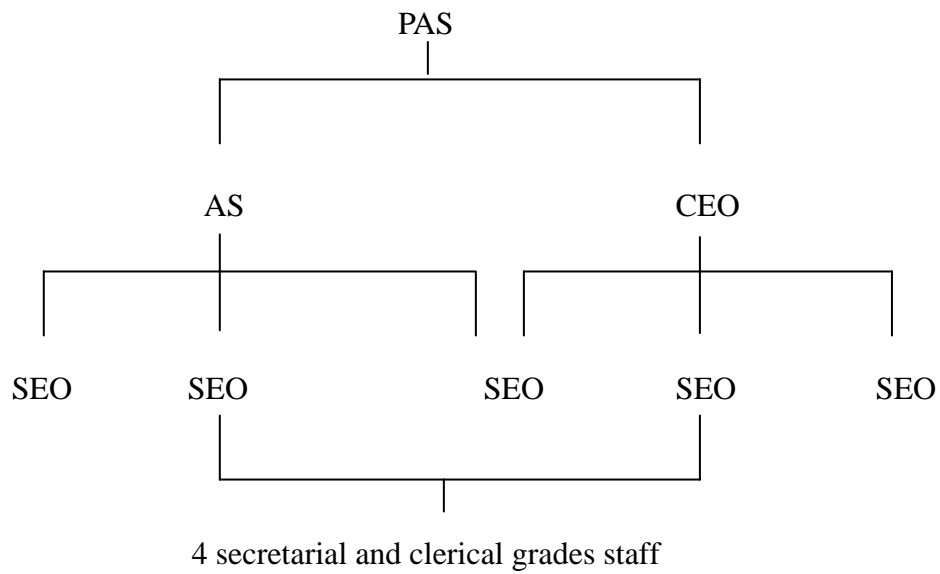 PAS
AS CEO
SEO SEO SEO SEO SEO
4 secretarial and clerical grades staff